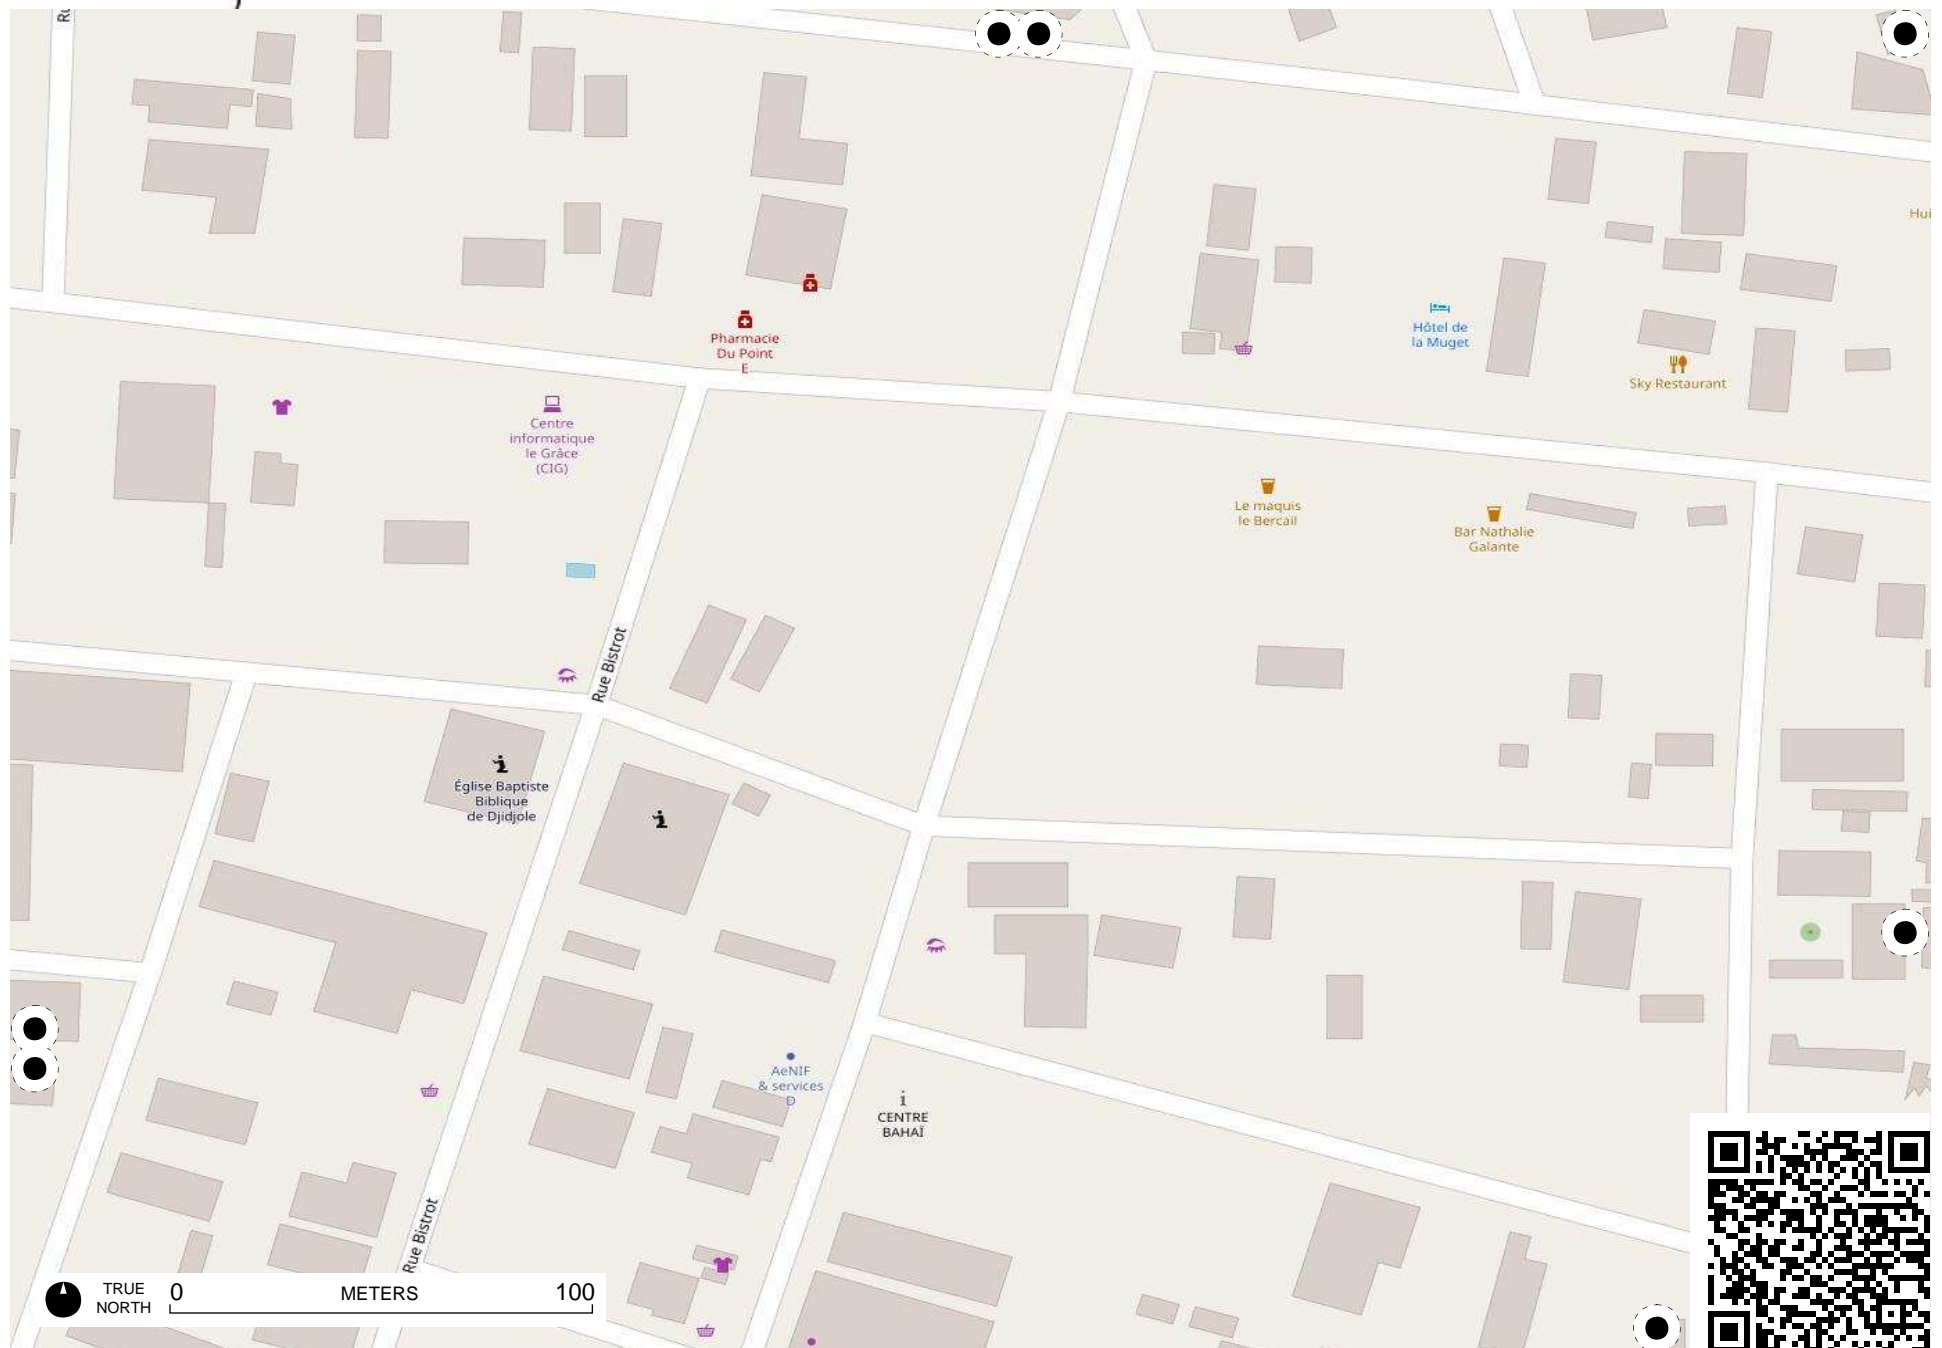 Hui
Pharmacie
Du Point
E
Hôtel de
la Muget
Sky Restaurant
Centre
informatique
le Grâce
(CIG)
Le maquis
le Bercail
Bar Nathalie
Galante
Rue Bistrot
Église Baptiste
Biblique
de Djidjole
AeNIF
& services
D
CENTRE
BAHAÏ
Rue Bistrot
TRUE
NORTH
0 METERS 100